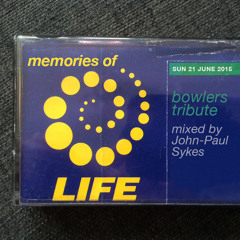 memories of
LIFE
SUN 21 JUNE 2015
bowlers
tribute
mixed by
John-Paul
Sykes